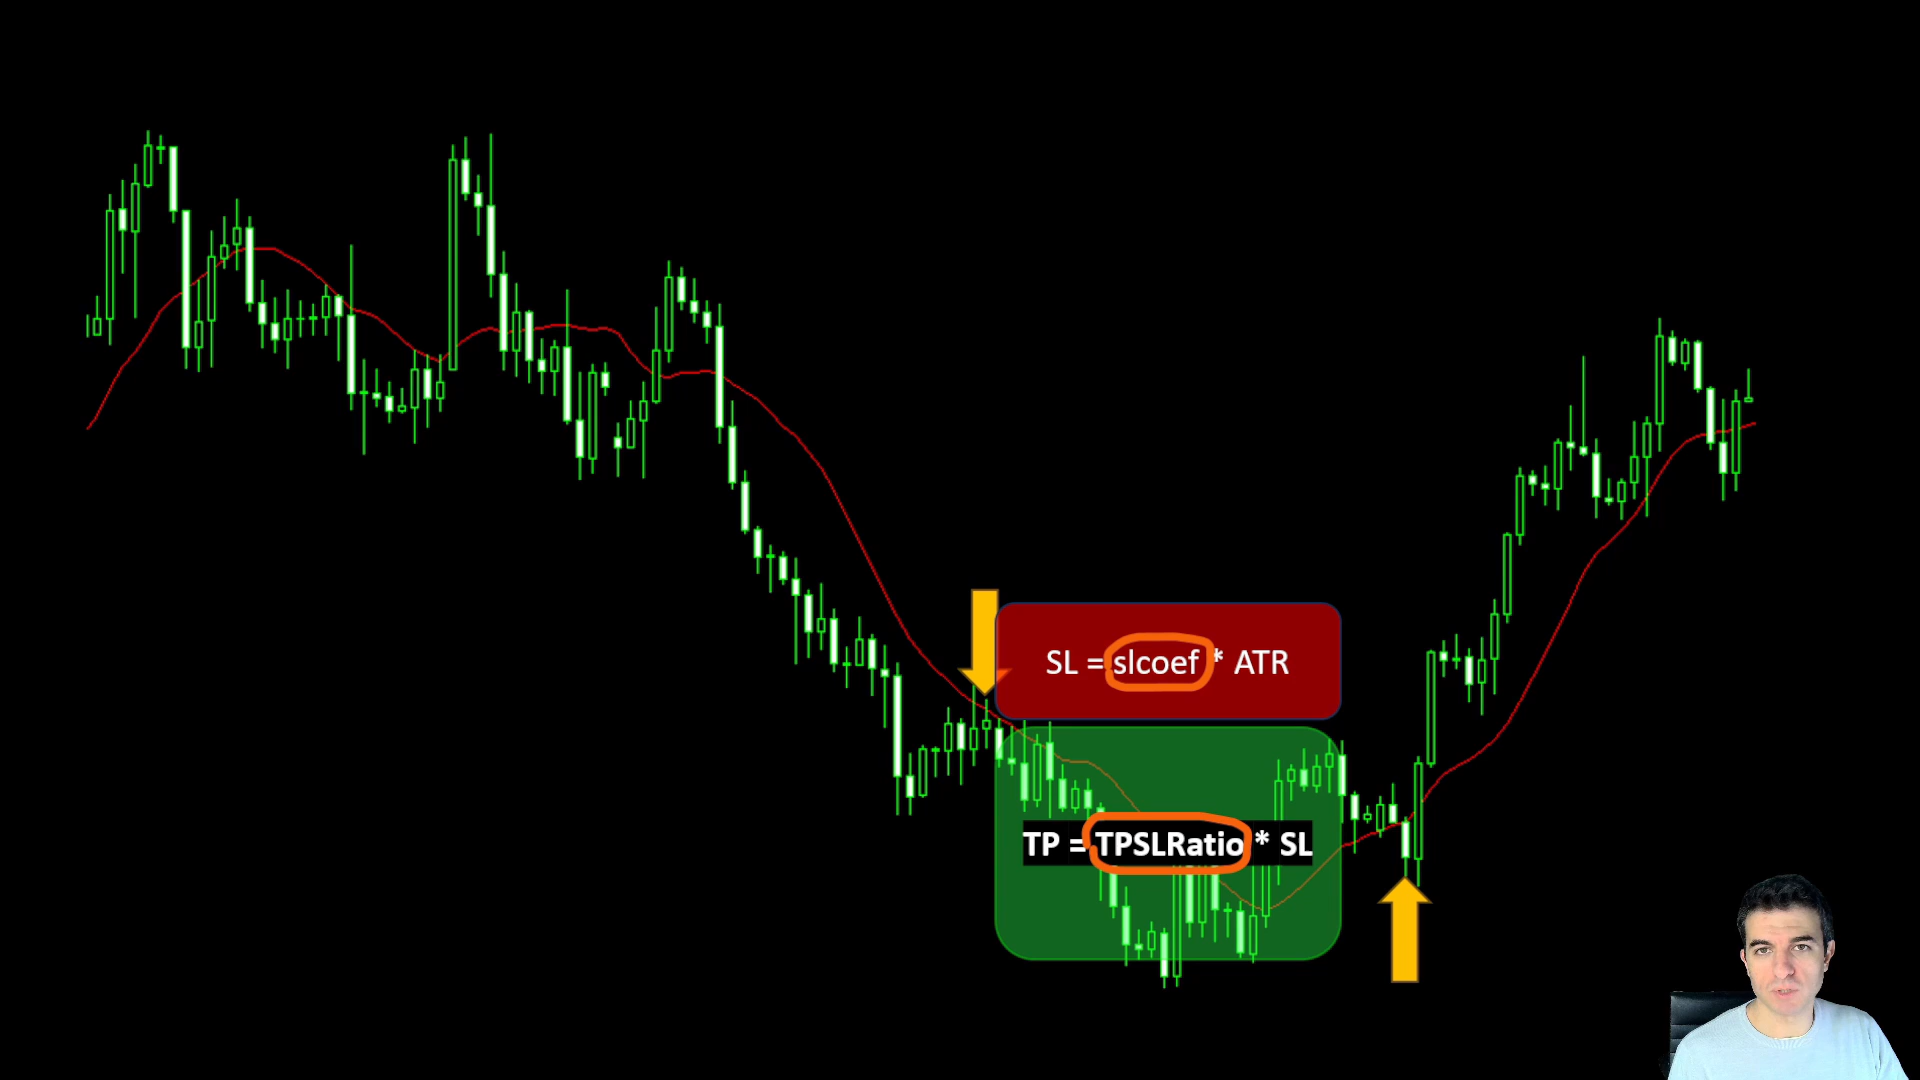 SL = slcoef * ATR
TP = TPSLRatio * SL